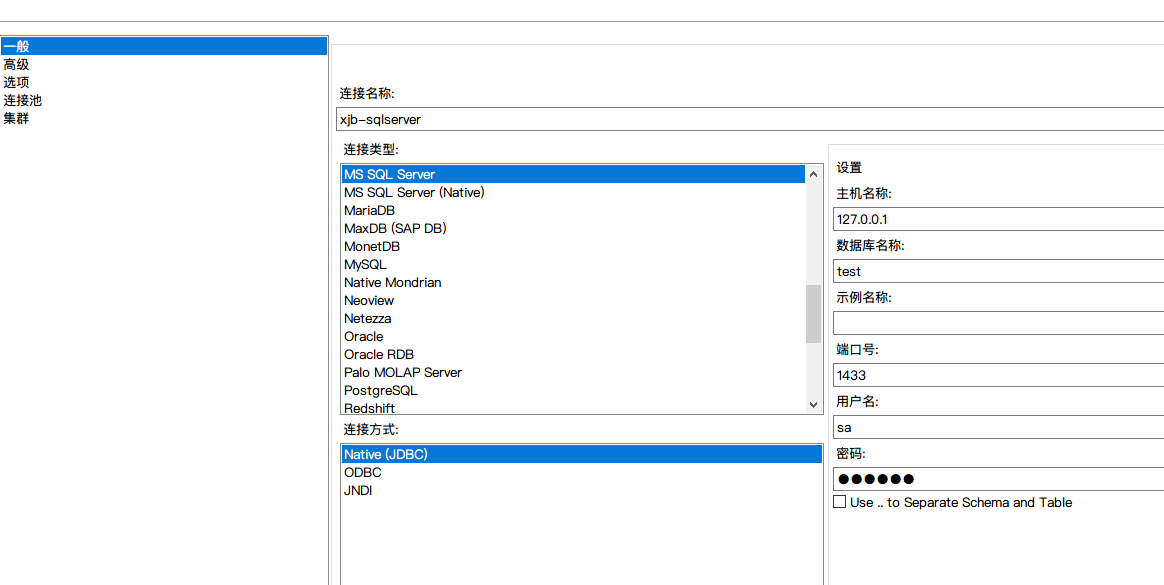 一般
高级
选项
连接池
集群
连接名称:
xjb-sqlserver
连接类型:
MS SQL Server
MS SQL Server (Native)
MariaDB
MaxDB (SAP DB)
MonetDB
MySQL
Native Mondrian
Neoview
Netezza
Oracle
Oracle RDB
Palo MOLAP Server
PostgreSQL
Redshift
连接方式:
Native (JDBC)
ODBC
JNDI
设置
主机名称:
127.0.0.1
数据库名称:
test
示例名称:
端口号:
1433
用户名:
sa
密码:
●●●●●●
Use .. to Separate Schema and Table